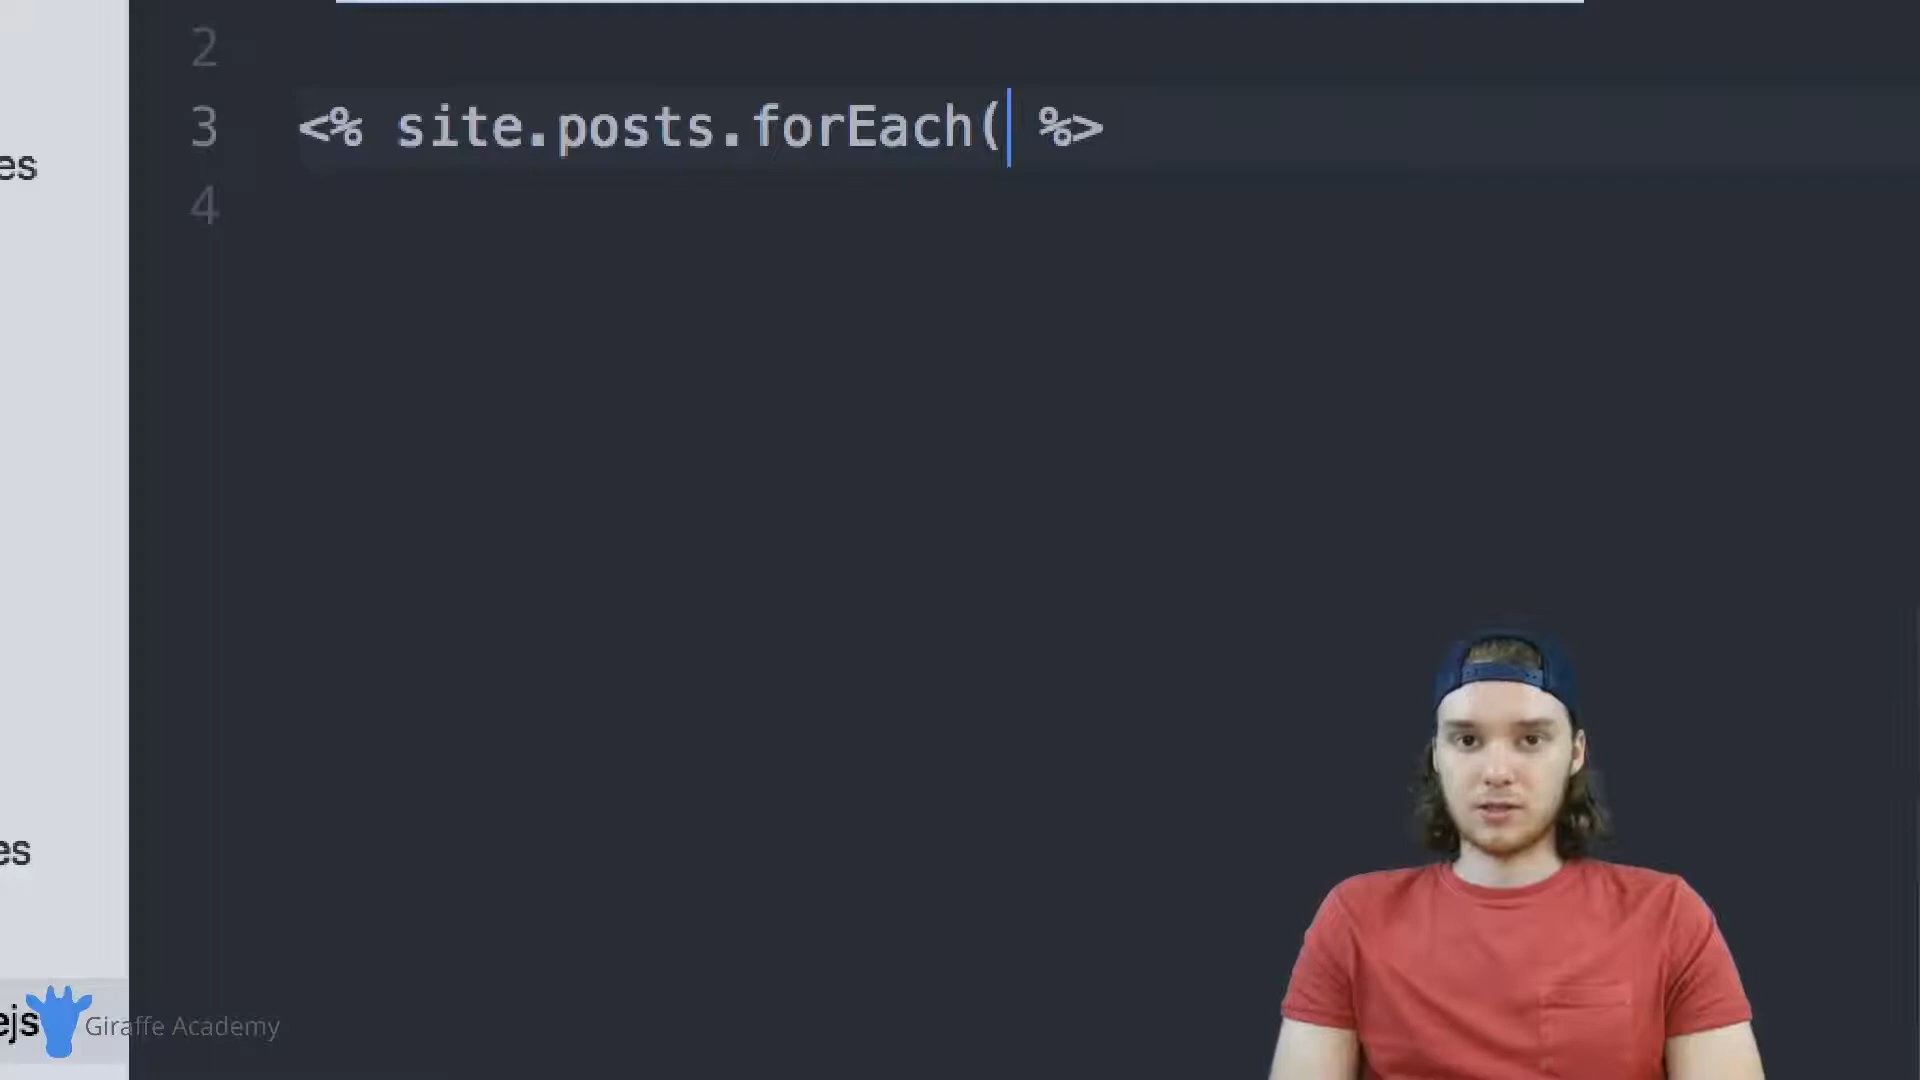 2
3 <% site.posts.forEach( %>
4
es
es
ejs
Giraffe Academy